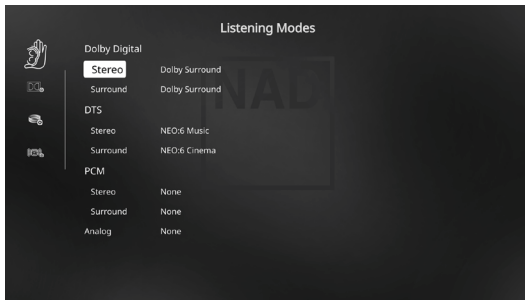 Listening Modes
Dolby Digital
Stereo Dolby Surround
Surround Dolby Surround
DTS
Stereo NEO:6 Music
Surround NEO:6 Cinema
PCM
Stereo None
Surround None
Analog None
NAD